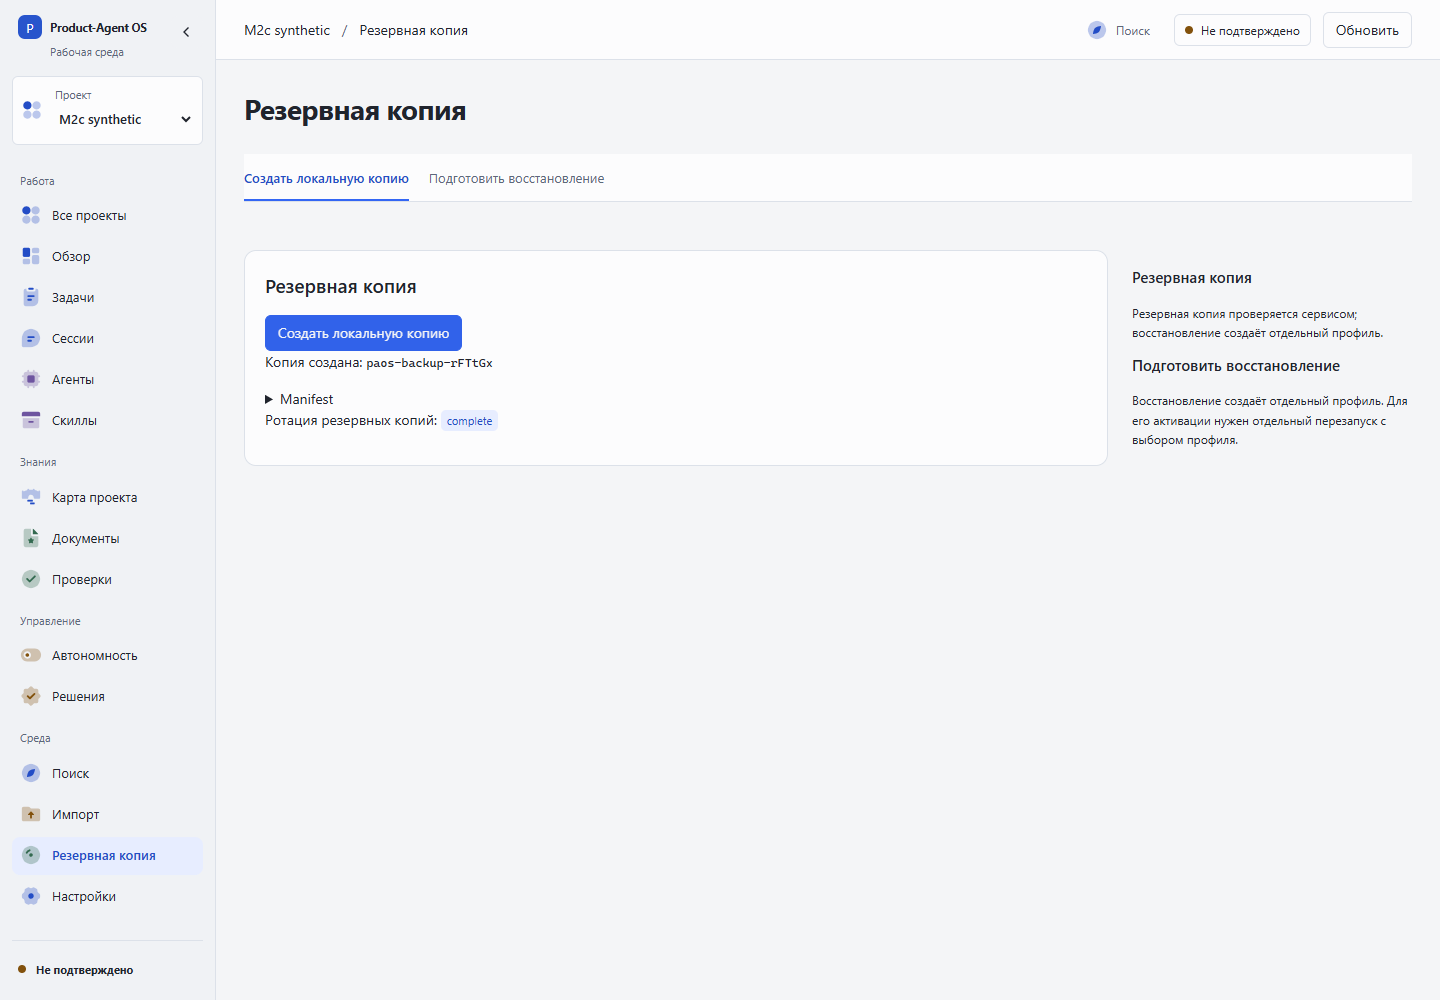 P
Product-Agent OS
Рабочая среда
Проект
M2c synthetic
Работа
Все проекты
Обзор
Задачи
Сессии
Агенты
Скиллы
Знания
Карта проекта
Документы
Проверки
Управление
Автономность
Решения
Среда
Поиск
Импорт
Резервная копия
Настройки
Не подтверждено
M2c synthetic / Резервная копия
Поиск
Не подтверждено
Обновить
Резервная копия
Создать локальную копию
Подготовить восстановление
Резервная копия
Создать локальную копию
Копия создана: paos-backup-rFTtGx
Manifest
Ротация резервных копий: complete
Резервная копия
Резервная копия проверяется сервисом;
восстановление создаёт отдельный профиль.
Подготовить восстановление
Восстановление создаёт отдельный профиль. Для
его активации нужен отдельный перезапуск с
выбором профиля.